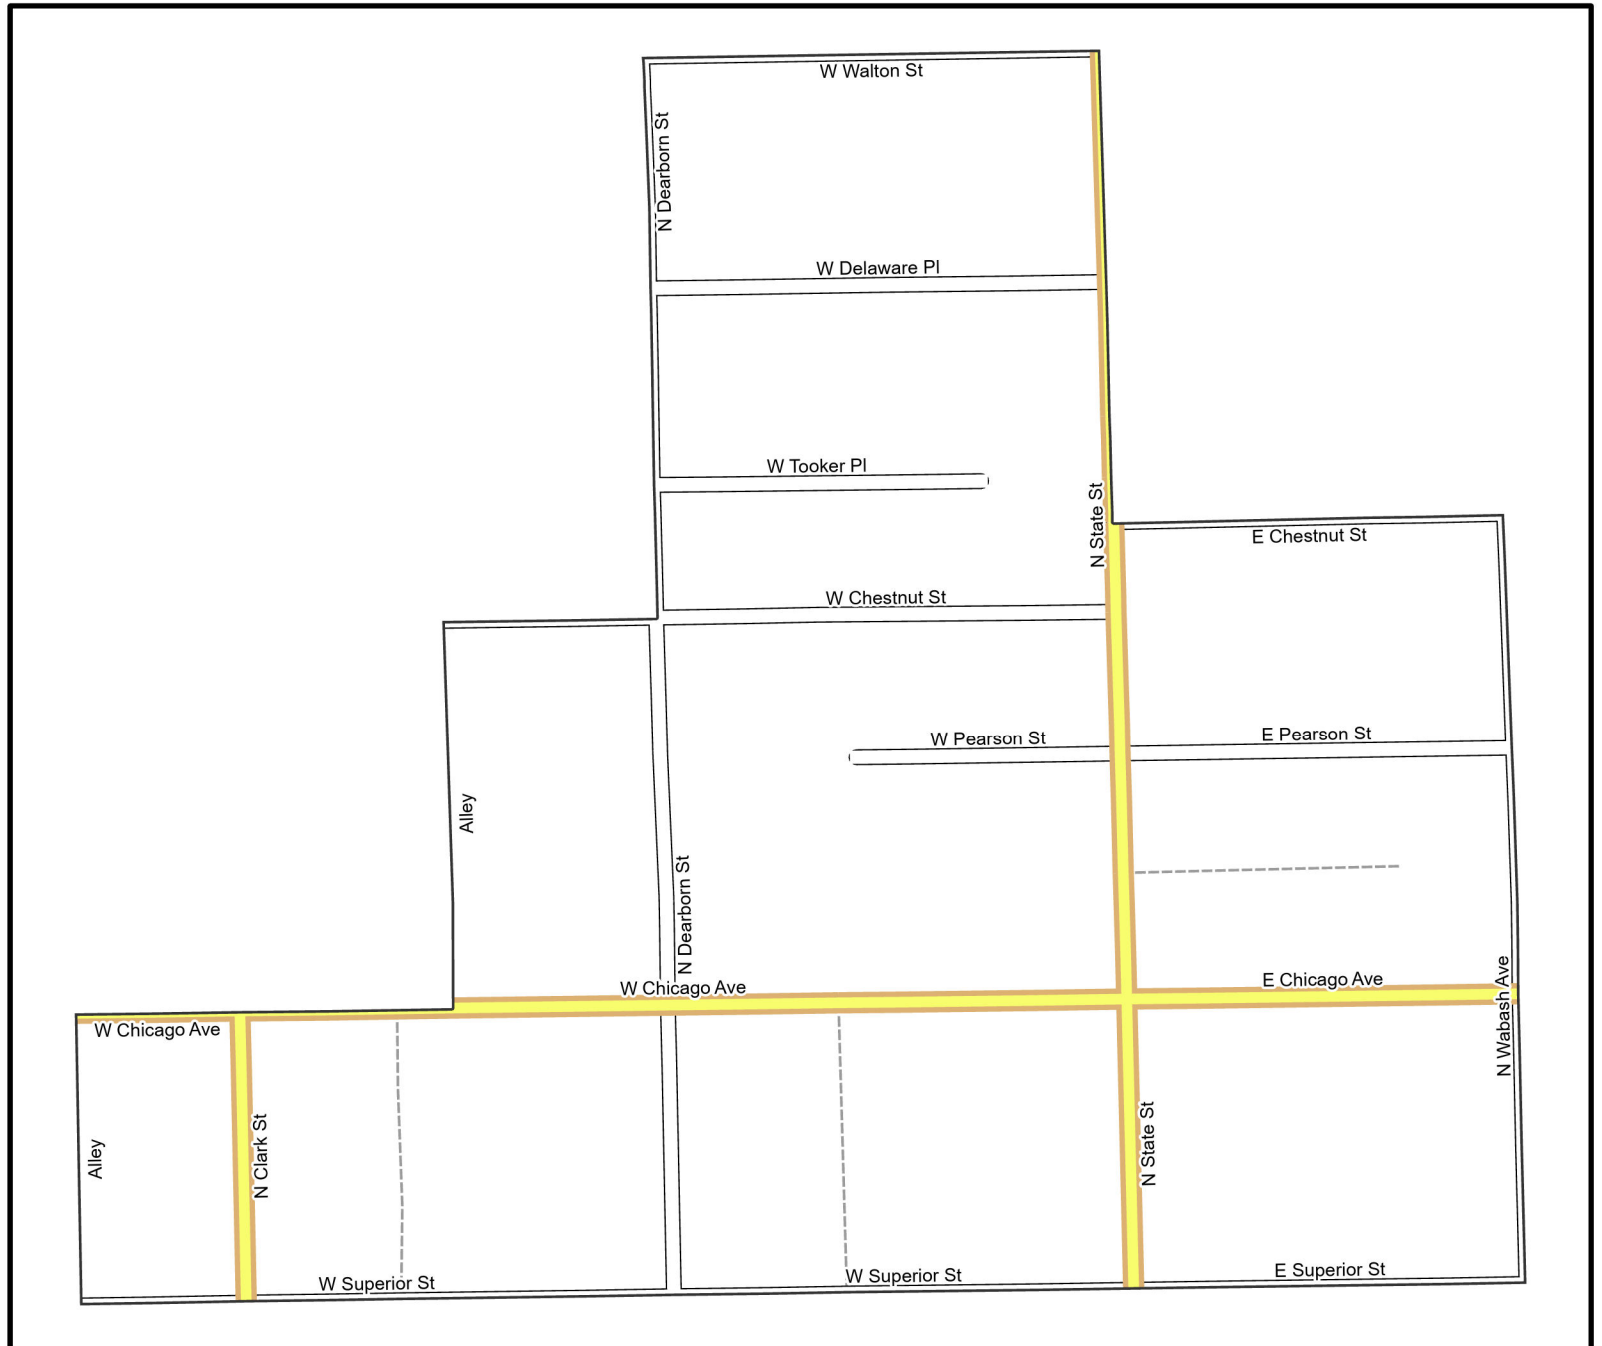 W Walton St
N Dearborn St
W Delaware Pl
W Tooker Pl
N State St
E Chestnut St
W Chestnut St
W Pearson St
E Pearson St
Alley
N Dearborn St
W Chicago Ave
E Chicago Ave
N Wabash Ave
W Chicago Ave
Alley
N Clark St
N State St
W Superior St
W Superior St
E Superior St